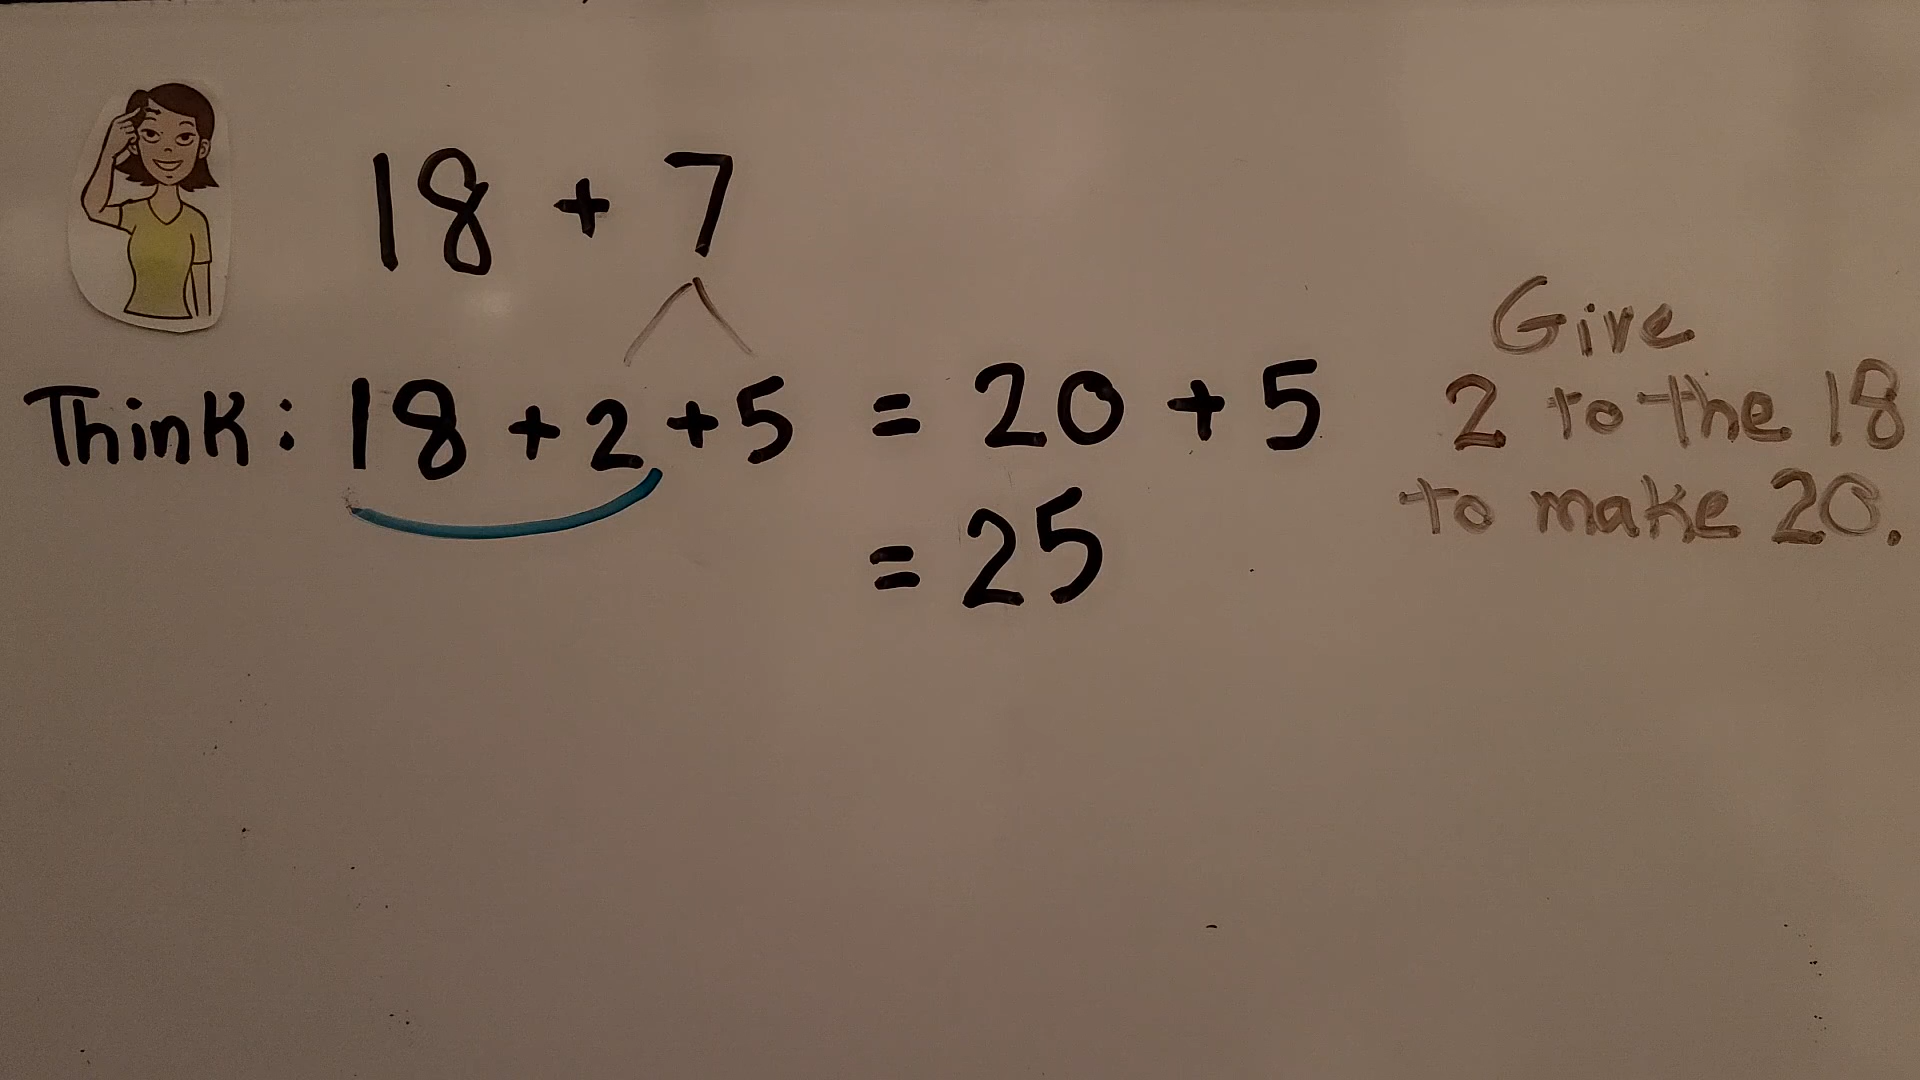 18 + 7
Think: 18 + 2 + 5 = 20 + 5
= 25
Give
2 to the 18
to make 20.